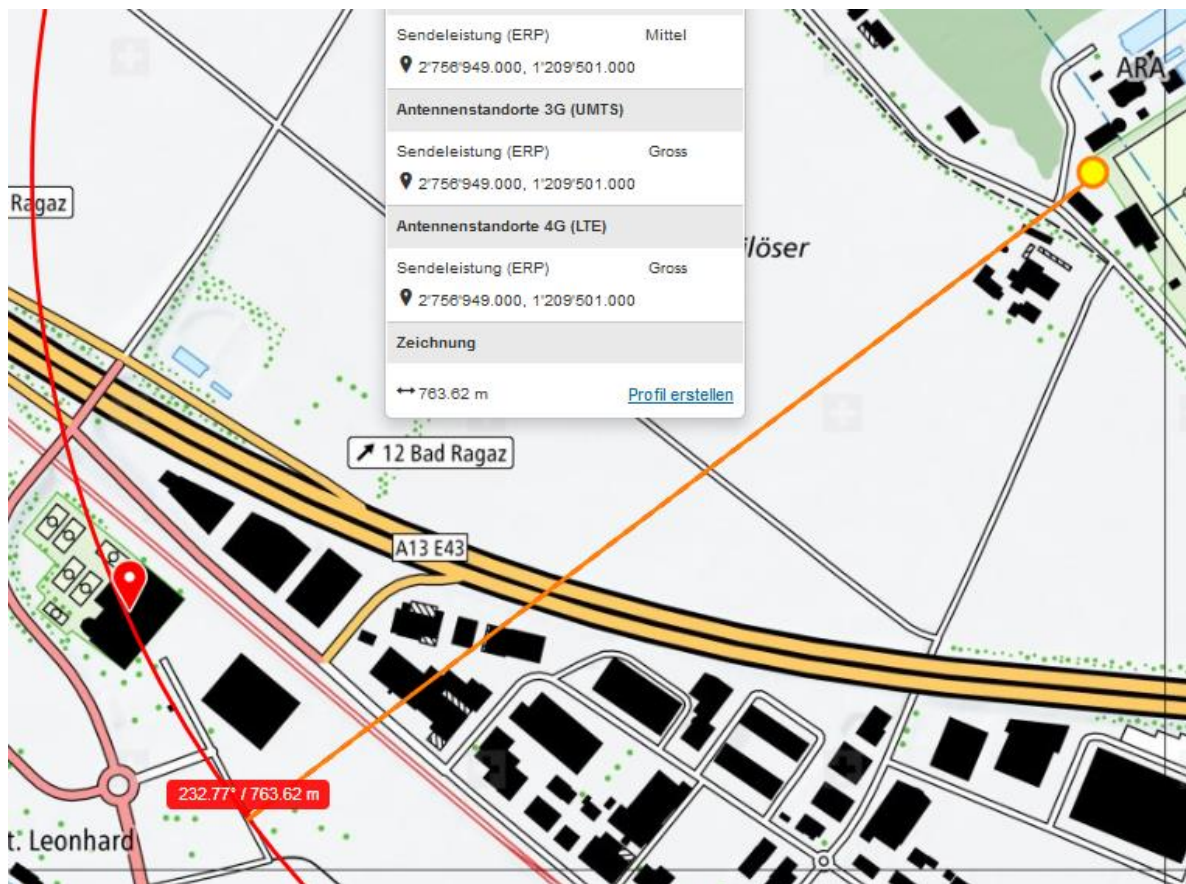 Sendeleistung (ERP) Mittel
2'756'949.000, 1'209'501.000
Antennenstandorte 3G (UMTS)
Sendeleistung (ERP) Gross
2'756'949.000, 1'209'501.000
Antennenstandorte 4G (LTE)
Sendeleistung (ERP) Gross
2'756'949.000, 1'209'501.000
Zeichnung
763.62 m Profil erstellen
ARA
Ragaz
ilöser
12 Bad Ragaz
A13 E43
232.77° / 763.62 m
t. Leonhard